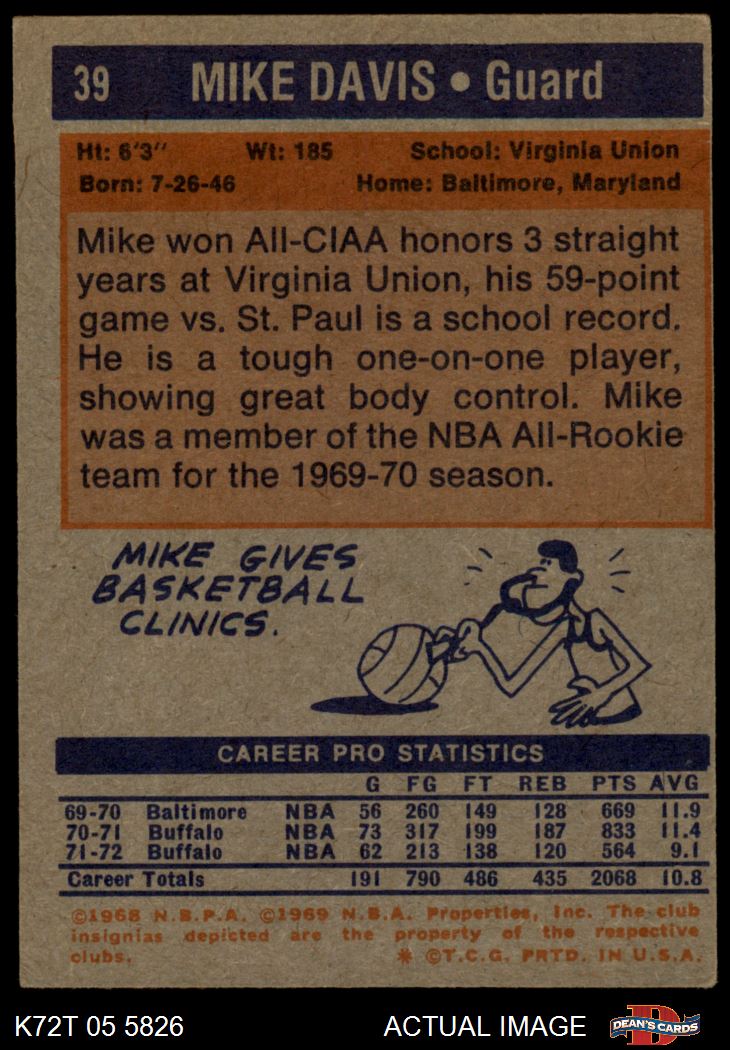 39 MIKE DAVIS • Guard
Ht: 6'3" Wt: 185 School: Virginia Union
Born: 7-26-46 Home: Baltimore, Maryland
Mike won All-CIAA honors 3 straight
years at Virginia Union, his 59-point
game vs. St. Paul is a school record.
He is a tough one-on-one player,
showing great body control. Mike
was a member of the NBA All-Rookie
team for the 1969-70 season.
MIKE GIVES
BASKETBALL
CLINICS.
CAREER PRO STATISTICS
G FG FT REB PTS AVG
69-70 Baltimore NBA 56 260 149 128 669 11.9
70-71 Buffalo NBA 73 317 199 187 833 11.4
71-72 Buffalo NBA 62 213 138 120 564 9.1
Career Totals 191 790 486 435 2068 10.8
©1968 N.B.P.A. ©1969 N.B.A. Properties, Inc. The club
insignias depicted are the property of the respective
clubs. * ©T.C.G. PRTD. IN U.S.A.
K72T 05 5826 ACTUAL IMAGE DEAN'S CARDS